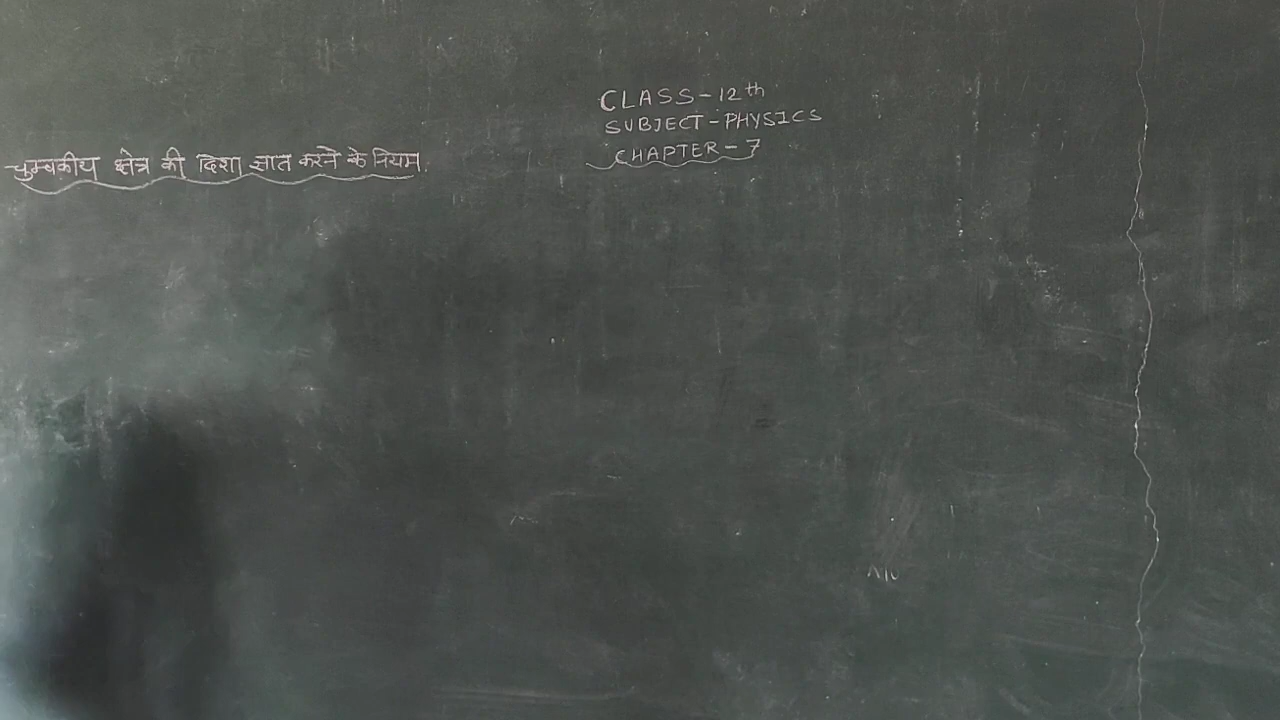 CLASS-12th
SUBJECT-PHYSICS
CHAPTER-7
चुम्बकीय क्षेत्र की दिशा ज्ञात करने के नियम.